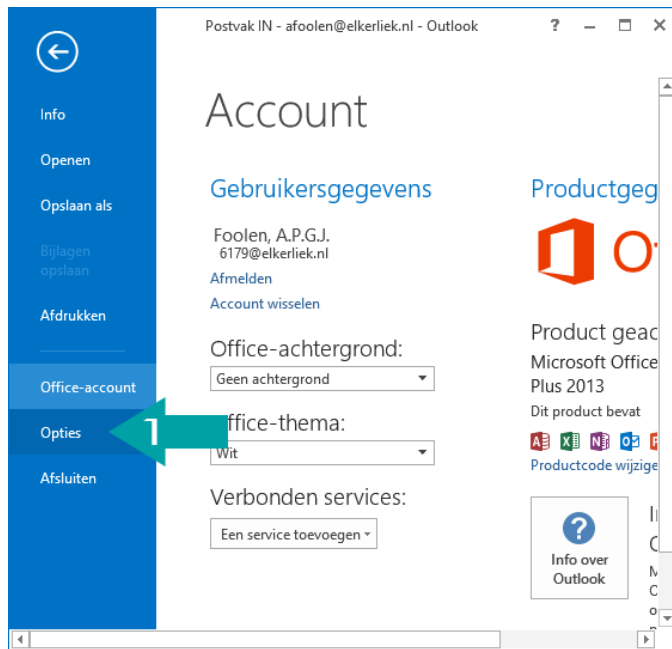 Postvak IN - afoolen@elkerliek.nl - Outlook
?
Info
Openen
Opslaan als
Bijlagen
opslaan
Afdrukken
Office-account
Opties
1
Afsluiten
Account
Gebruikersgegevens
Foolen, A.P.G.J.
6179@elkerliek.nl
Afmelden
Account wisselen
Office-achtergrond:
Geen achtergrond
ffice-thema:
Wit
Verbonden services:
Een service toevoegen
Productgeg
O
Product geac
Microsoft Office
Plus 2013
Dit product bevat
Productcode wijzige
Info over
Outlook